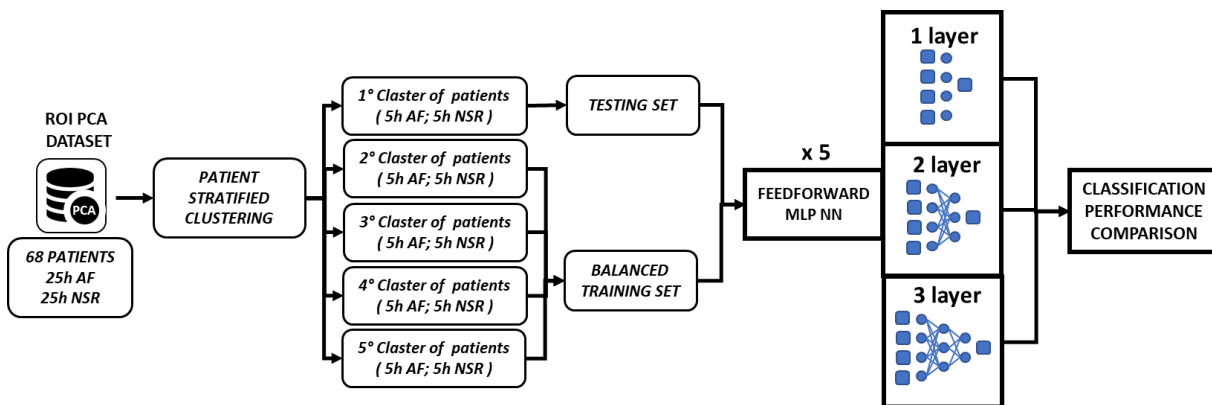 ROI PCA
DATASET
PCA
68 PATIENTS
25h AF
25h NSR
PATIENT
STRATIFIED
CLUSTERING
1° Claster of patients
( 5h AF; 5h NSR )
2° Claster of patients
( 5h AF; 5h NSR )
3° Claster of patients
( 5h AF; 5h NSR )
4° Claster of patients
( 5h AF; 5h NSR )
5° Claster of patients
( 5h AF; 5h NSR )
TESTING SET
BALANCED
TRAINING SET
x 5
FEEDFORWARD
MLP NN
1 layer
2 layer
3 layer
CLASSIFICATION
PERFORMANCE
COMPARISON